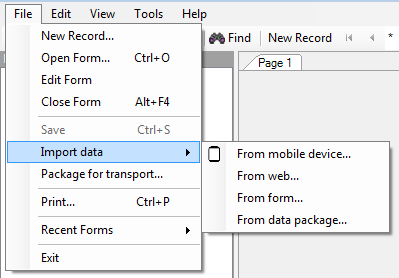 File Edit View Tools Help
Find New Record *
Page 1
New Record...
Open Form... Ctrl+O
Edit Form
Close Form Alt+F4
Save Ctrl+S
Import data
Package for transport...
Print... Ctrl+P
Recent Forms
Exit
From mobile device...
From web...
From form...
From data package...